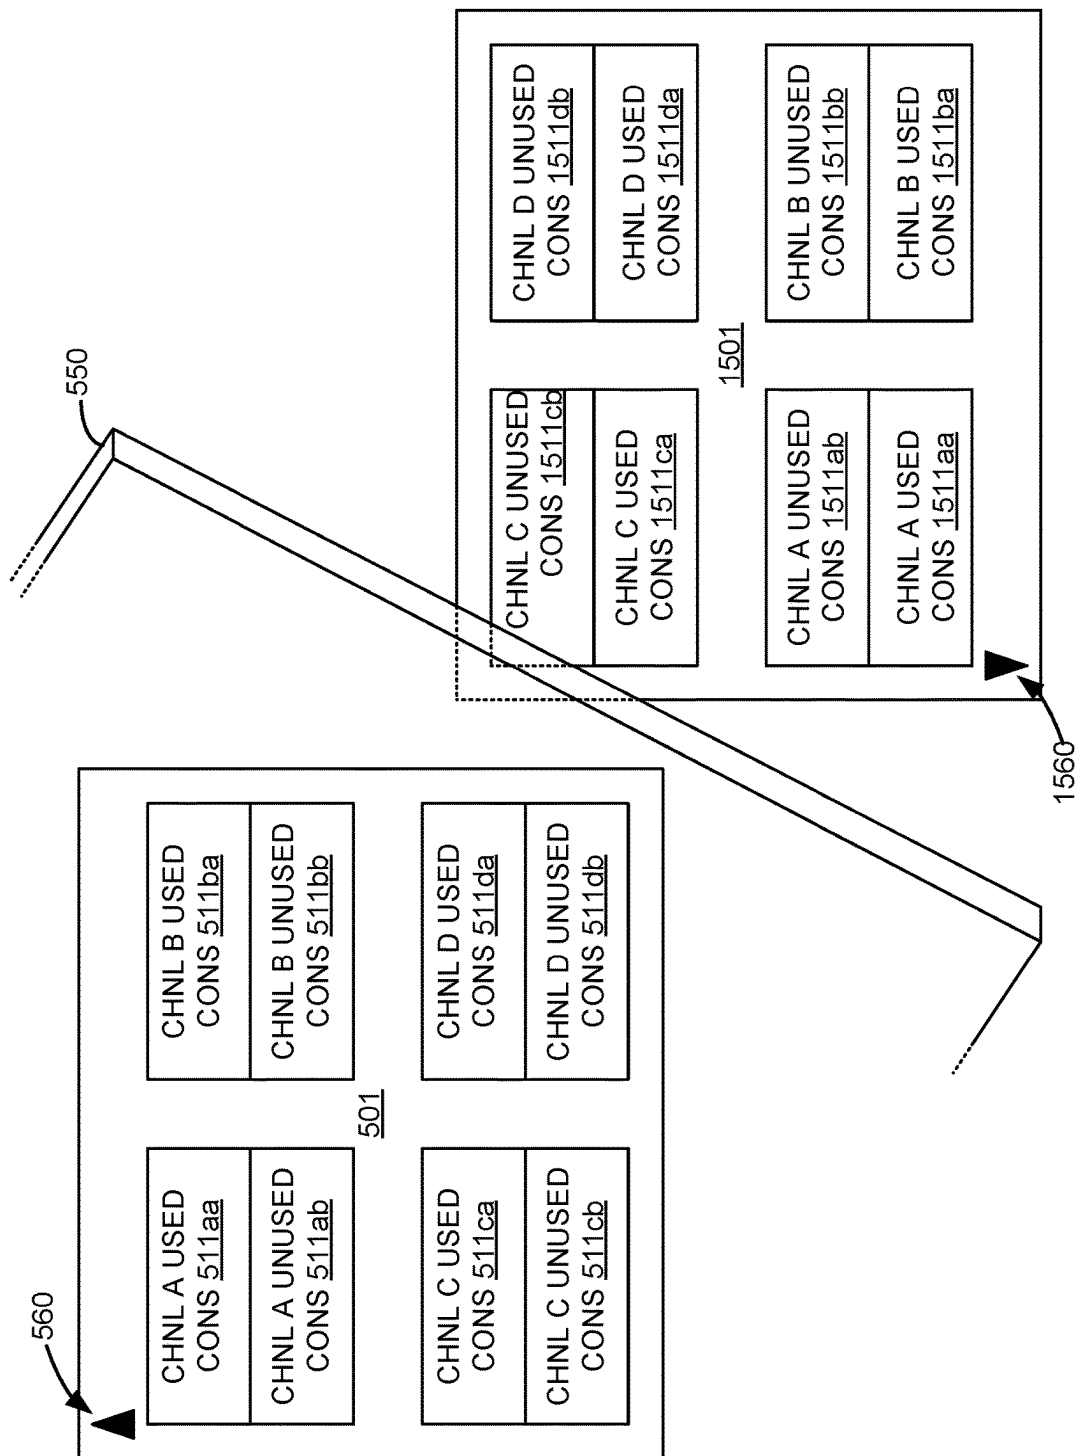 560
CHNL A USED
CONS 511aa
CHNL A UNUSED
CONS 511ab
CHNL B USED
CONS 511ba
CHNL B UNUSED
CONS 511bb
501
CHNL C USED
CONS 511ca
CHNL C UNUSED
CONS 511cb
CHNL D USED
CONS 511da
CHNL D UNUSED
CONS 511db
550
CHNL C UNUSED
CONS 1511cb
CHNL C USED
CONS 1511ca
CHNL D UNUSED
CONS 1511db
CHNL D USED
CONS 1511da
1501
CHNL A UNUSED
CONS 1511ab
CHNL A USED
CONS 1511aa
CHNL B UNUSED
CONS 1511bb
CHNL B USED
CONS 1511ba
1560